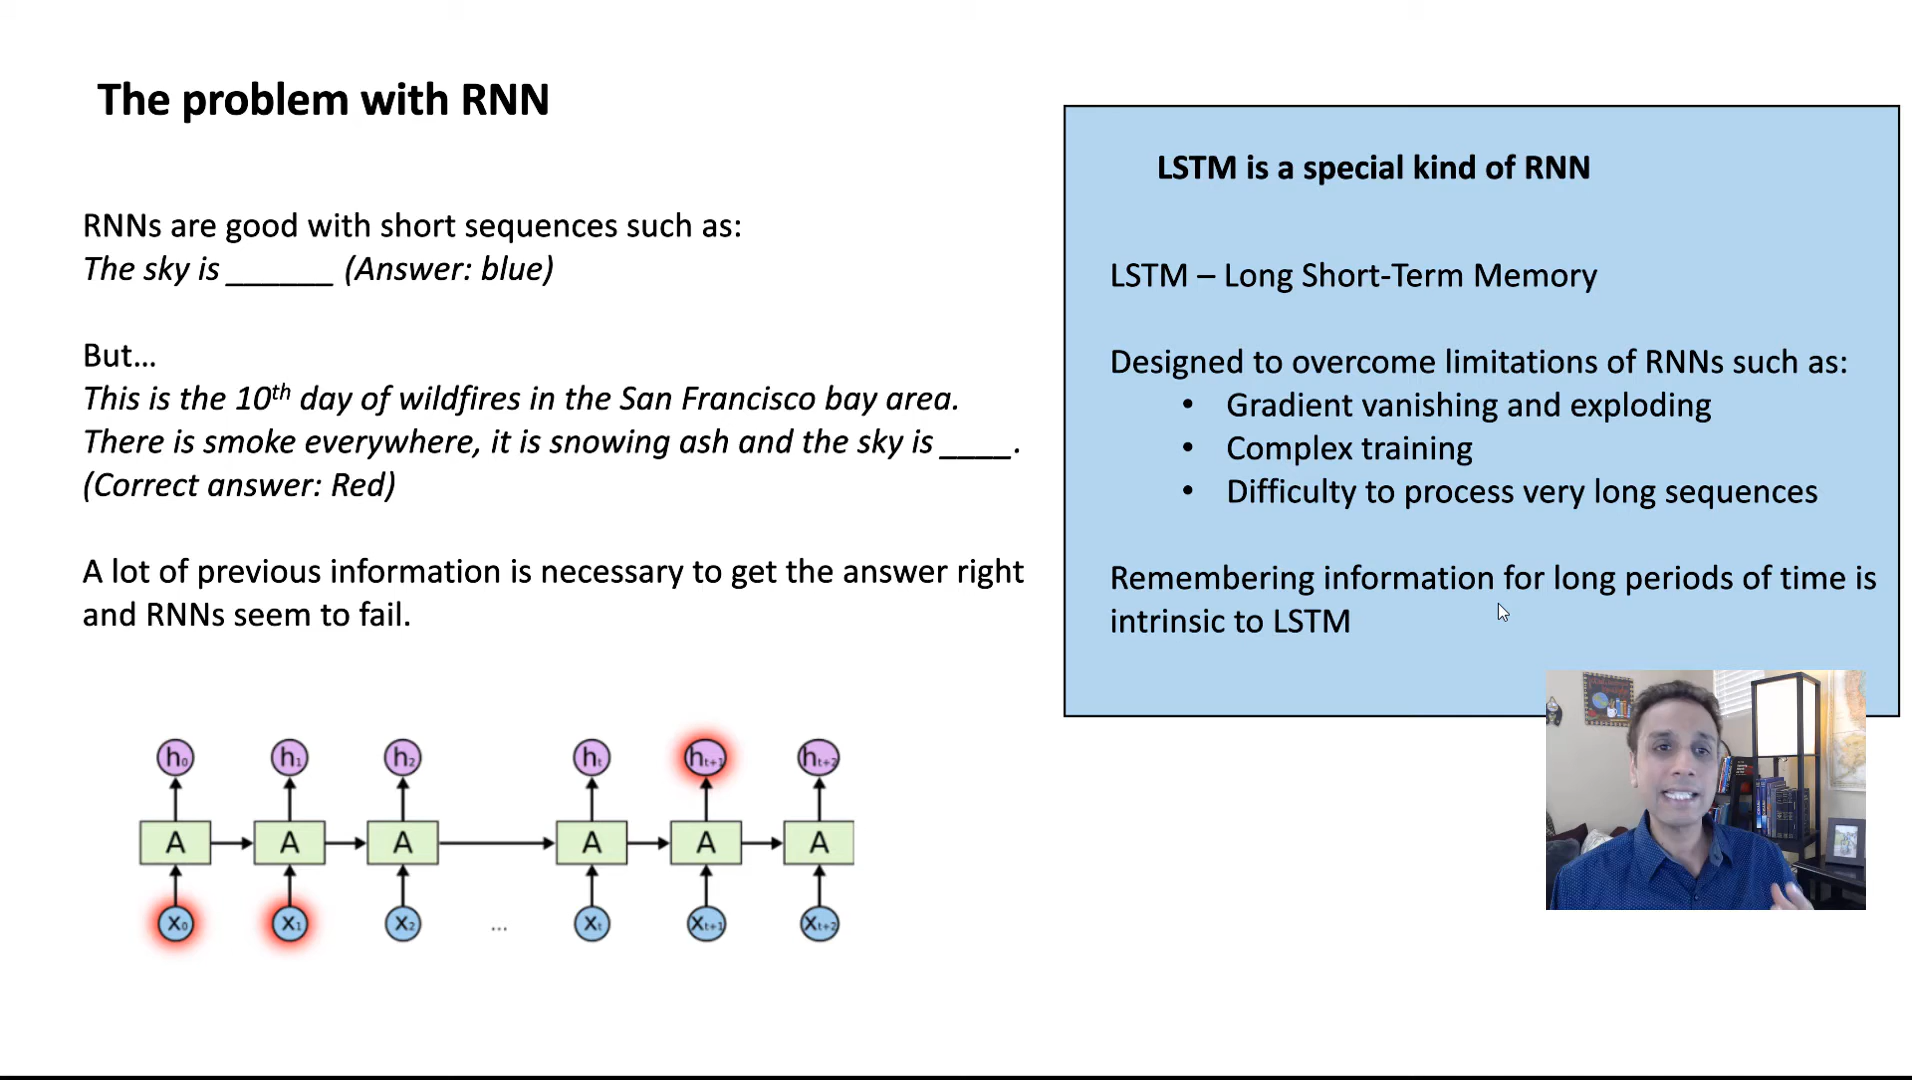 The problem with RNN
RNNs are good with short sequences such as:
The sky is ______ (Answer: blue)
But...
This is the 10th day of wildfires in the San Francisco bay area.
There is smoke everywhere, it is snowing ash and the sky is ____.
(Correct answer: Red)
A lot of previous information is necessary to get the answer right
and RNNs seem to fail.
LSTM is a special kind of RNN
LSTM – Long Short-Term Memory
Designed to overcome limitations of RNNs such as:
• Gradient vanishing and exploding
• Complex training
• Difficulty to process very long sequences
Remembering information for long periods of time is
intrinsic to LSTM
h0 h1 h2 ht ht+1 ht+2
A A A A A A
x0 x1 x2 ... xt xt+1 xt+2